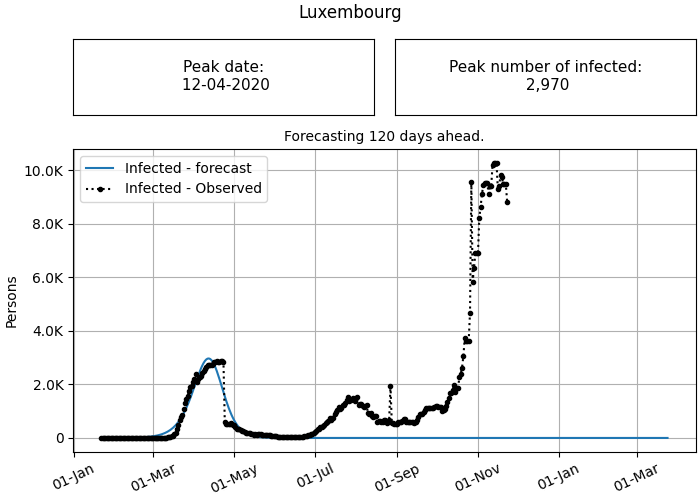 Luxembourg
Peak date:
12-04-2020
Peak number of infected:
2,970
Forecasting 120 days ahead.
Infected - forecast
Infected - Observed
10.0K
8.0K
6.0K
4.0K
2.0K
0
Persons
01-Jan
01-Mar
01-May
01-Jul
01-Sep
01-Nov
01-Jan
01-Mar